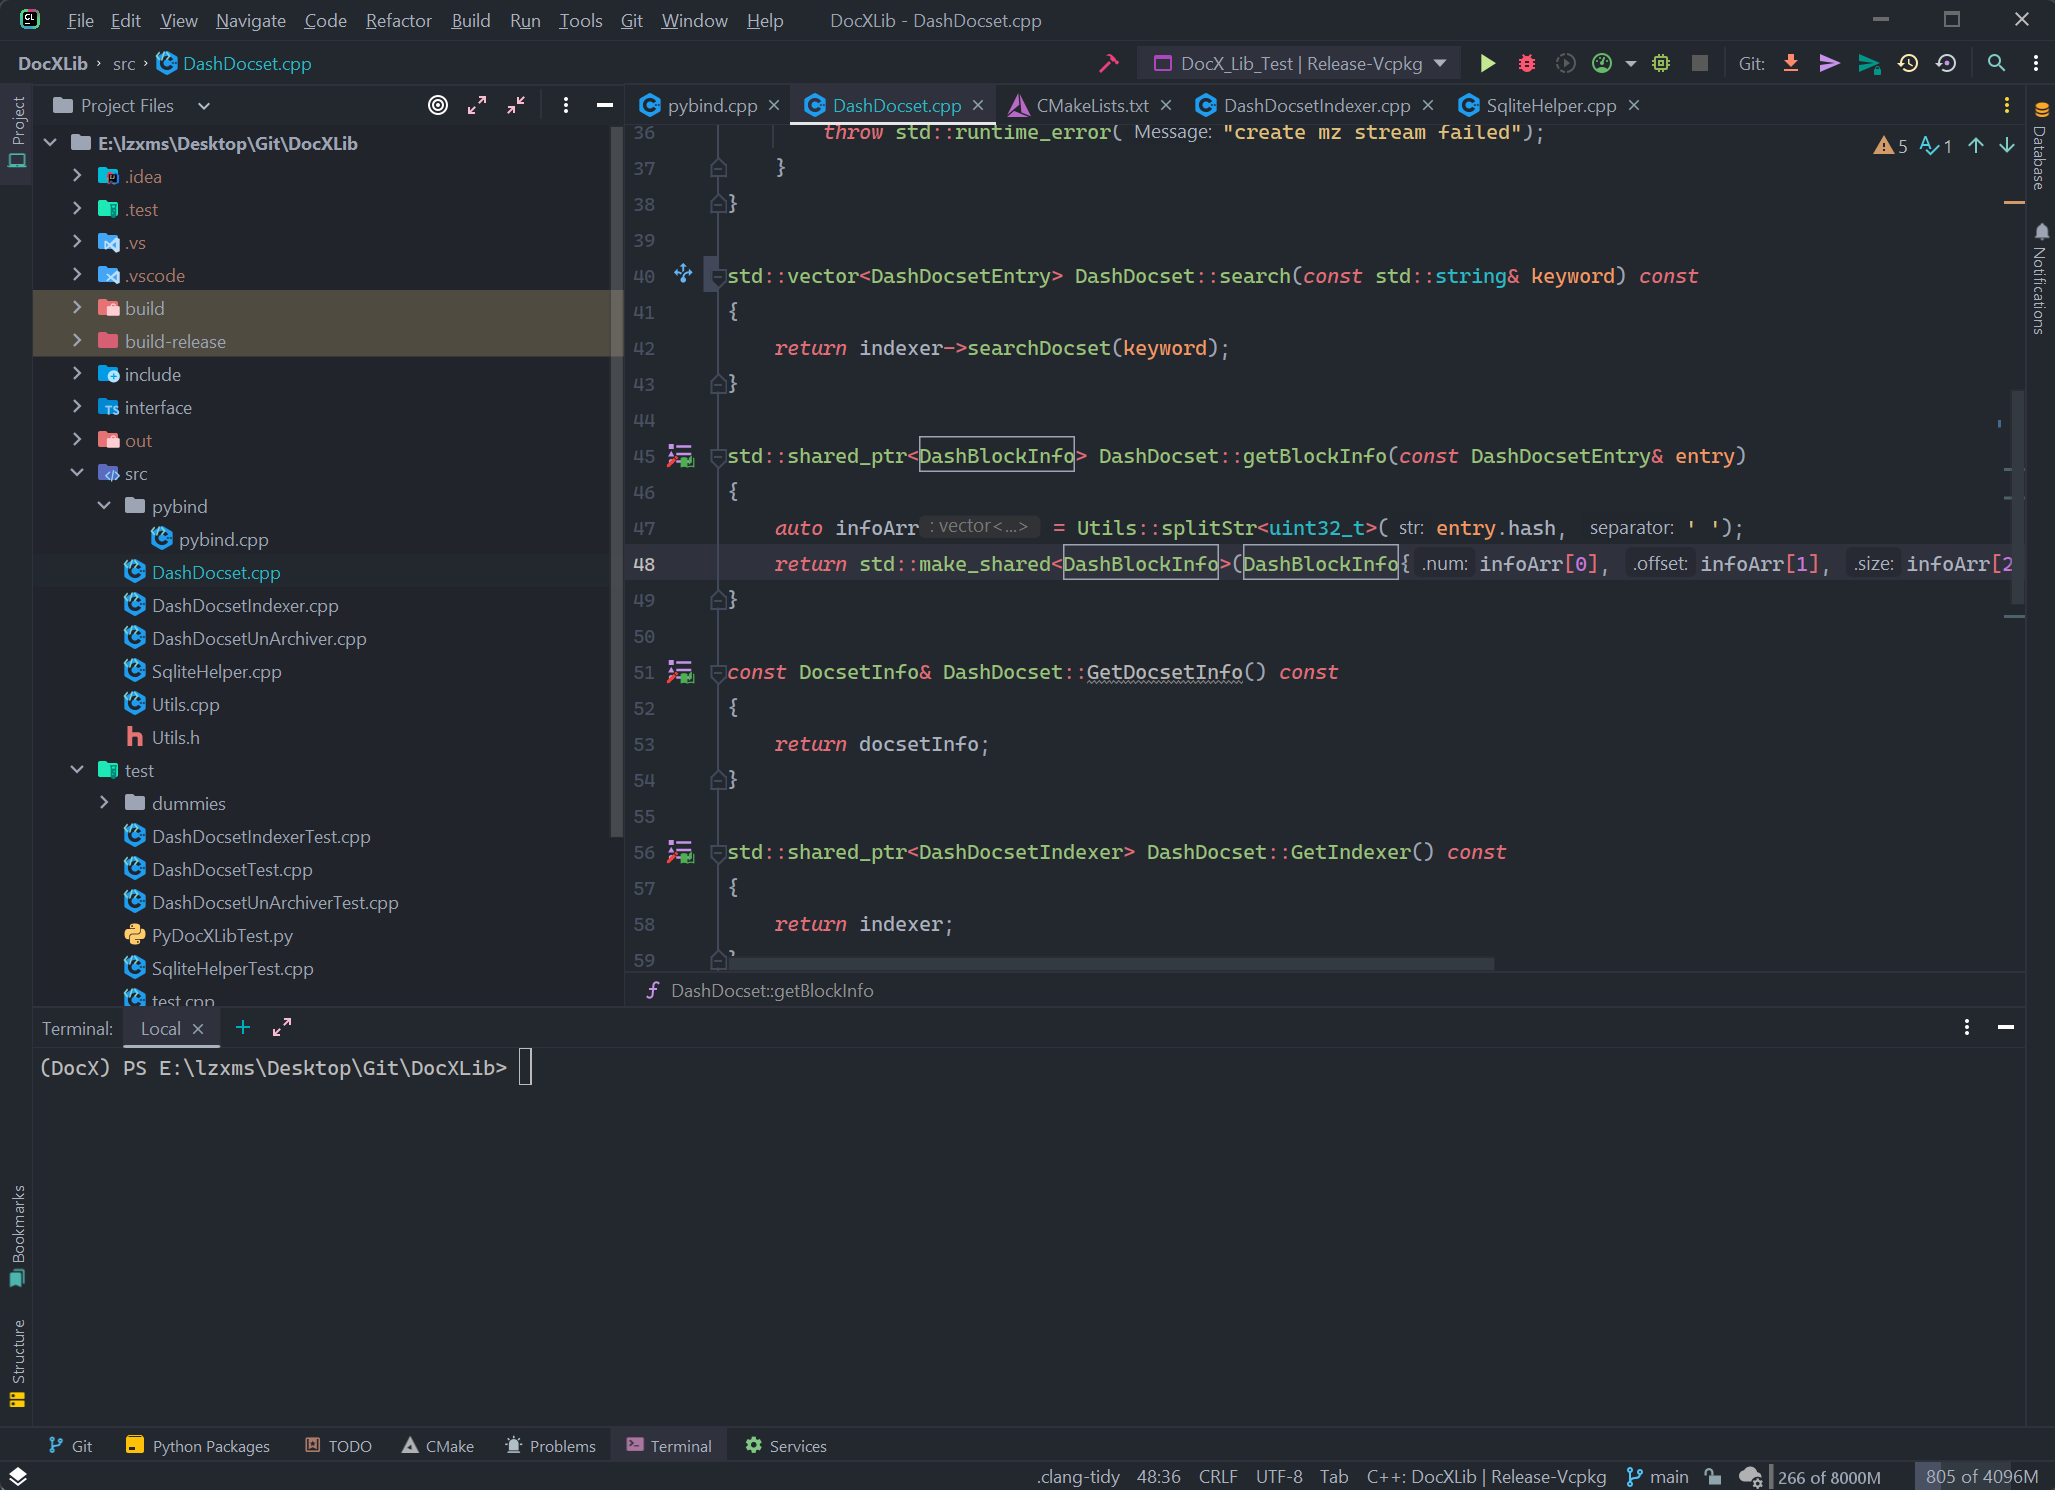 File Edit View Navigate Code Refactor Build Run Tools Git Window Help DocXLib - DashDocset.cpp
DocXLib › src › DashDocset.cpp DocX_Lib_Test | Release-Vcpkg Git:
Project
Project Files
pybind.cpp DashDocset.cpp CMakeLists.txt DashDocsetIndexer.cpp SqliteHelper.cpp
E:\lzxms\Desktop\Git\DocXLib
.idea
.test
.vs
.vscode
build
build-release
include
interface
out
src
pybind
pybind.cpp
DashDocset.cpp
DashDocsetIndexer.cpp
DashDocsetUnArchiver.cpp
SqliteHelper.cpp
Utils.cpp
Utils.h
test
dummies
DashDocsetIndexerTest.cpp
DashDocsetTest.cpp
DashDocsetUnArchiverTest.cpp
PyDocXLibTest.py
SqliteHelperTest.cpp
test.cpp
5 1
36 throw std::runtime_error( Message: "create mz stream failed");
37 }
38 }
39
40 std::vector<DashDocsetEntry> DashDocset::search(const std::string& keyword) const
41 {
42 return indexer->searchDocset(keyword);
43 }
44
45 std::shared_ptr<DashBlockInfo> DashDocset::getBlockInfo(const DashDocsetEntry& entry)
46 {
47 auto infoArr : vector<...> = Utils::splitStr<uint32_t>( str: entry.hash, separator: ' ');
48 return std::make_shared<DashBlockInfo>(DashBlockInfo{ .num: infoArr[0], .offset: infoArr[1], .size: infoArr[2
49 }
50
51 const DocsetInfo& DashDocset::GetDocsetInfo() const
52 {
53 return docsetInfo;
54 }
55
56 std::shared_ptr<DashDocsetIndexer> DashDocset::GetIndexer() const
57 {
58 return indexer;
59 }
DashDocset::getBlockInfo
Database
Notifications
Terminal: Local
(DocX) PS E:\lzxms\Desktop\Git\DocXLib>
Bookmarks
Structure
Git Python Packages TODO CMake Problems Terminal Services
.clang-tidy 48:36 CRLF UTF-8 Tab C++: DocXLib | Release-Vcpkg main 266 of 8000M 805 of 4096M